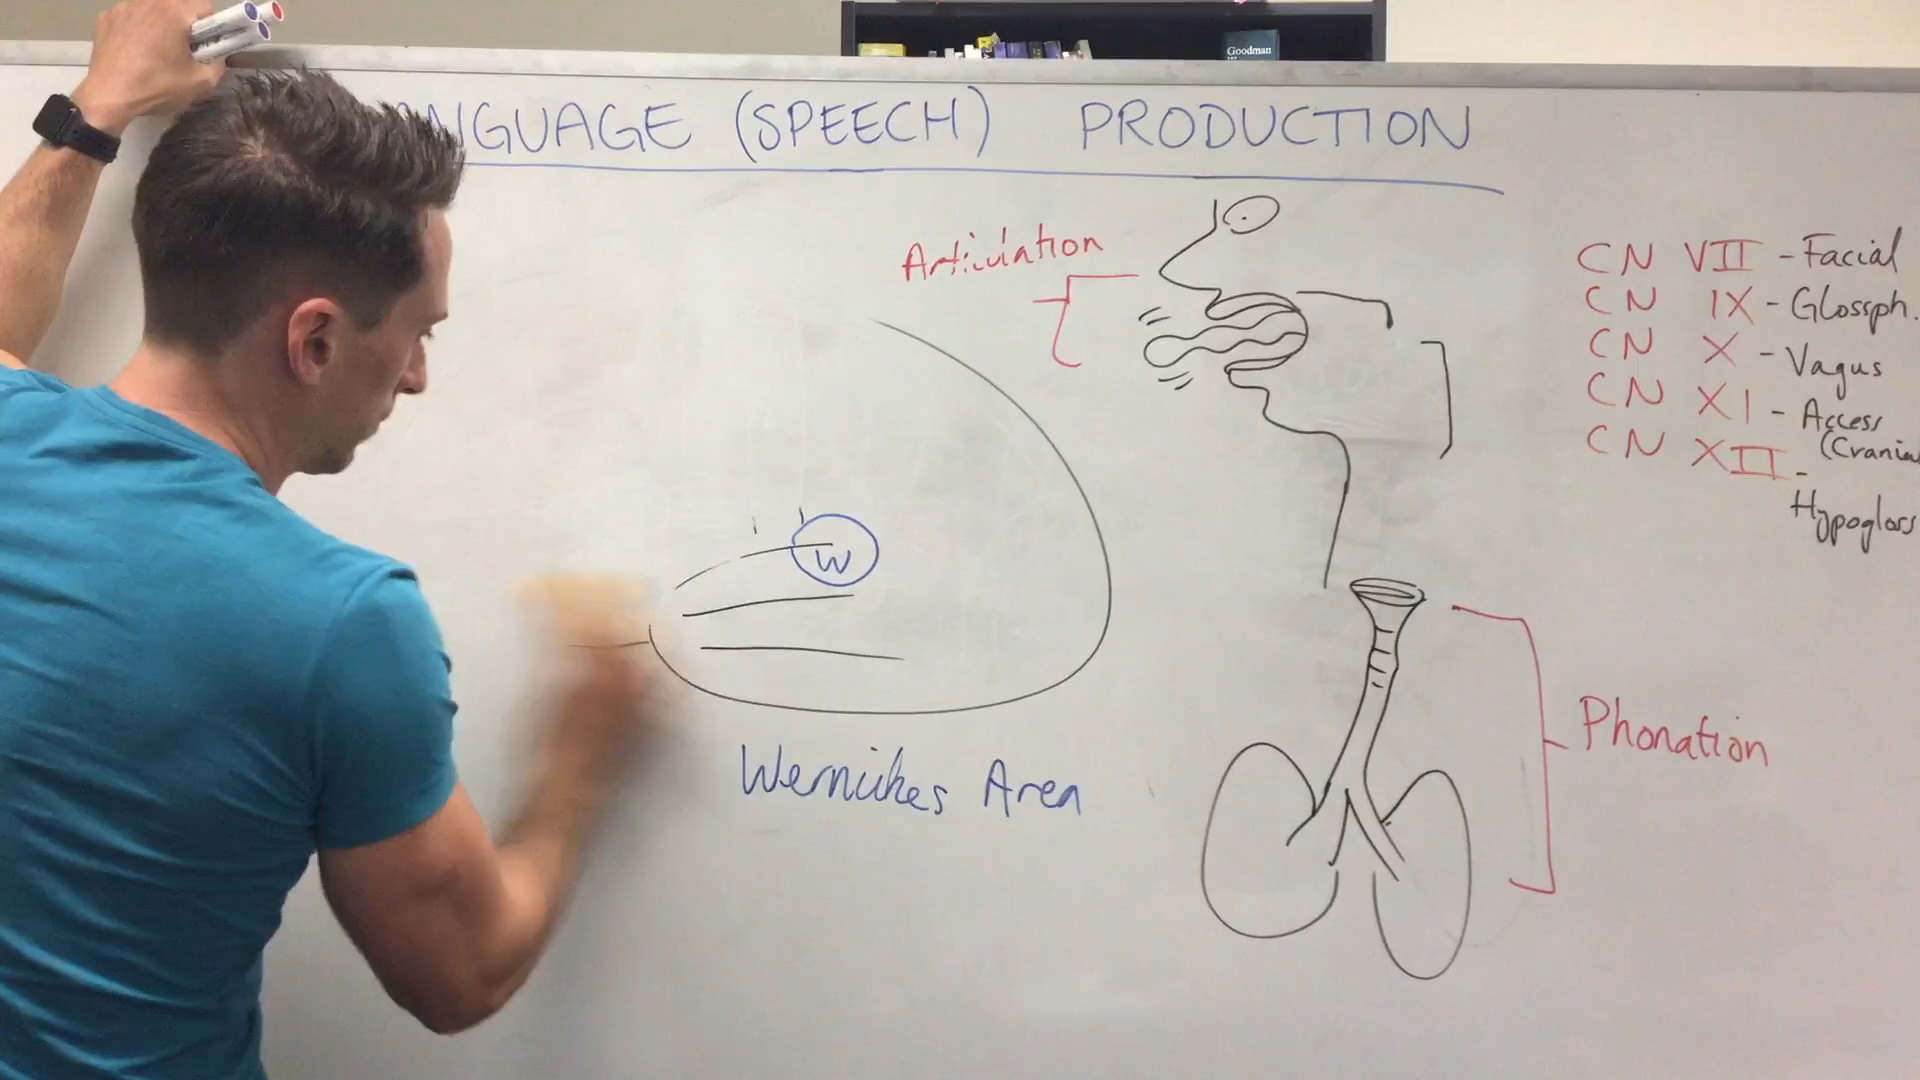 NGUAGE (SPEECH) PRODUCTION
Goodman
Articulation
CN VII - Facial
CN IX - Glossph.
CN X - Vagus
CN XI - Access
(Crania
CN XII -
Hypogloss
W
Wernickes Area
Phonation